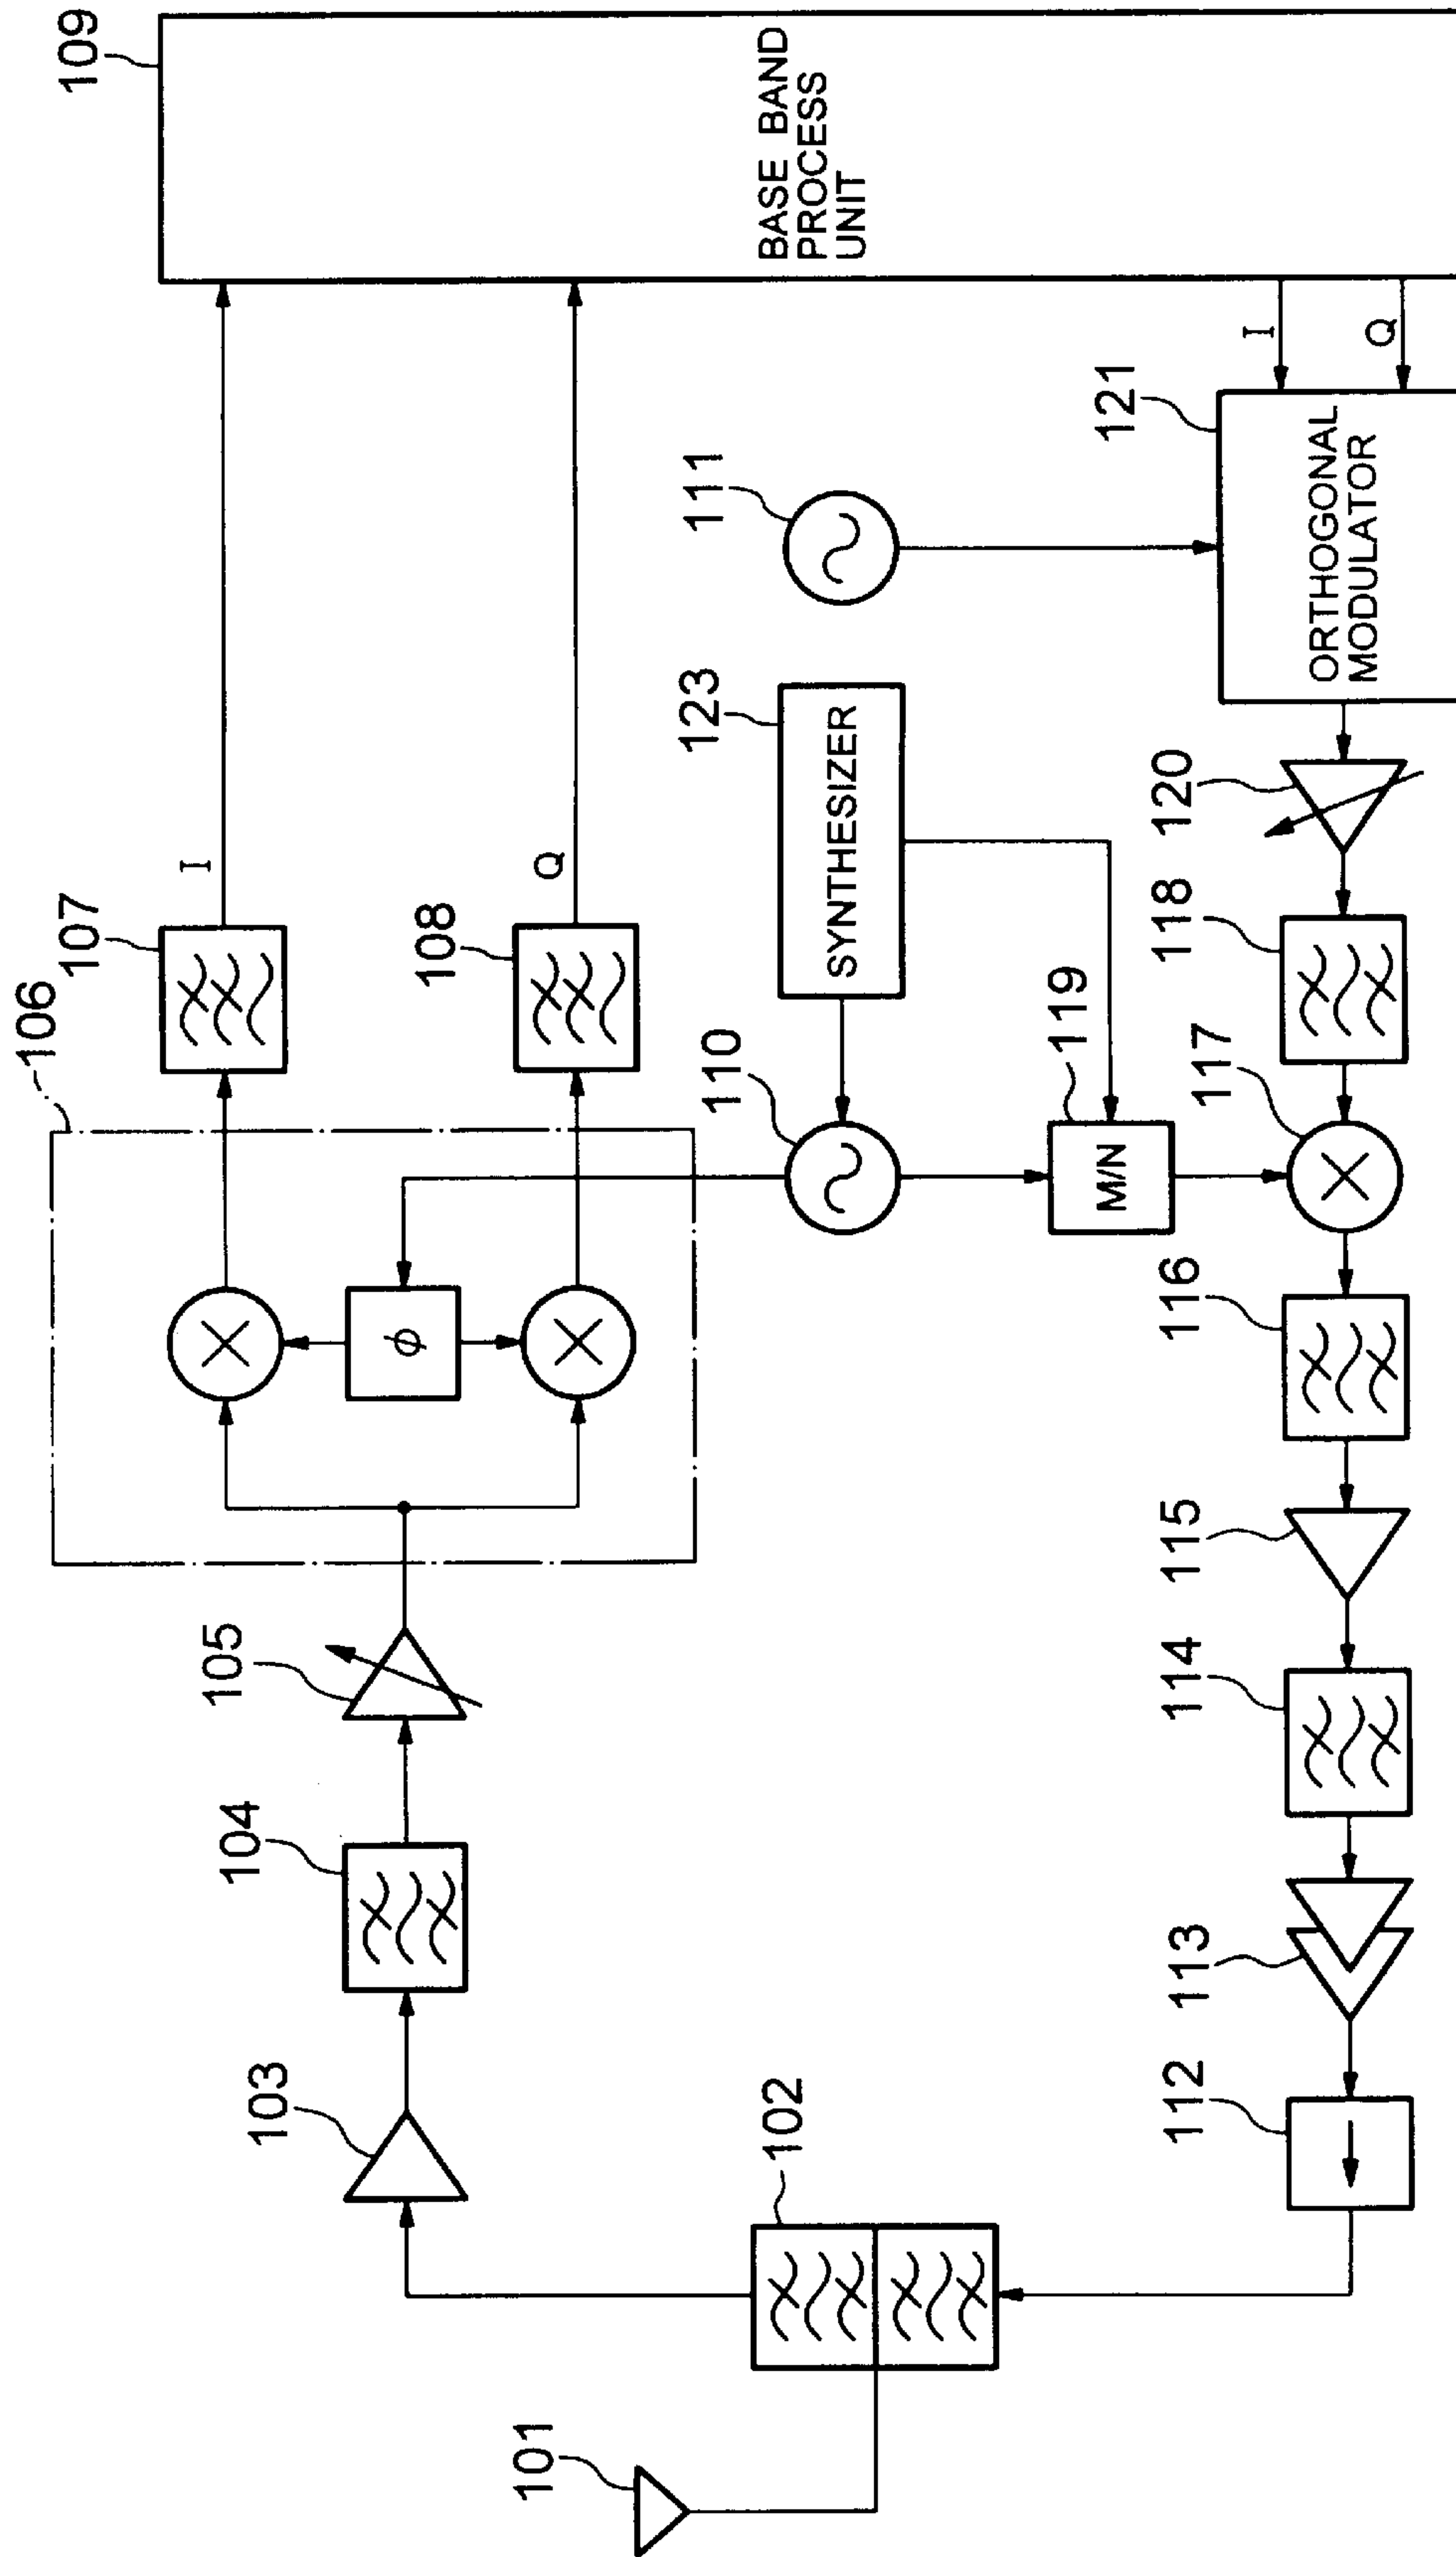 101
102
103
104
105
106
107
I
108
Q
109
BASE BAND
PROCESS
UNIT
110
SYNTHESIZER
123
111
119
M/N
φ
112
113
114
115
116
117
118
120
121
ORTHOGONAL
MODULATOR
I
Q